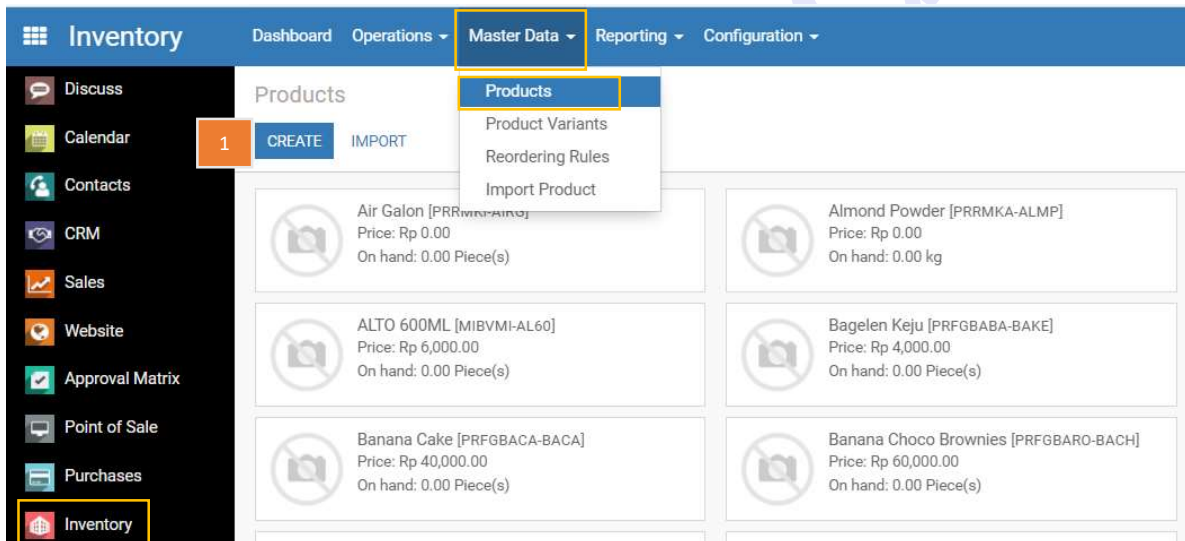 Inventory
Dashboard Operations Master Data Reporting Configuration
Discuss
Calendar
Contacts
CRM
Sales
Website
Approval Matrix
Point of Sale
Purchases
Inventory
Products
1
CREATE IMPORT
Products
Product Variants
Reordering Rules
Import Product
Air Galon [PRRMKI-AIRG]
Price: Rp 0.00
On hand: 0.00 Piece(s)
Almond Powder [PRRMKA-ALMP]
Price: Rp 0.00
On hand: 0.00 kg
ALTO 600ML [MIBVMI-AL60]
Price: Rp 6,000.00
On hand: 0.00 Piece(s)
Bagelen Keju [PRFGBABA-BAKE]
Price: Rp 4,000.00
On hand: 0.00 Piece(s)
Banana Cake [PRFGBACA-BACA]
Price: Rp 40,000.00
On hand: 0.00 Piece(s)
Banana Choco Brownies [PRFGBARO-BACH]
Price: Rp 60,000.00
On hand: 0.00 Piece(s)